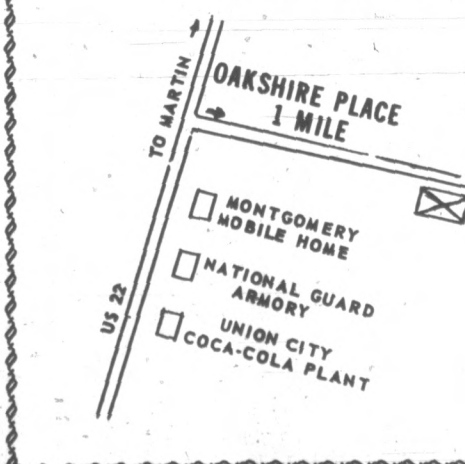 TO MARTIN
OAKSHIRE PLACE
1 MILE
MONTGOMERY
MOBILE HOME
NATIONAL GUARD
ARMORY
US 22
UNION CITY
COCA-COLA PLANT